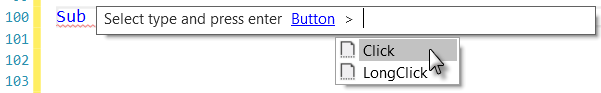 100 Sub Select type and press enter Button >
101 Click
102 LongClick
103